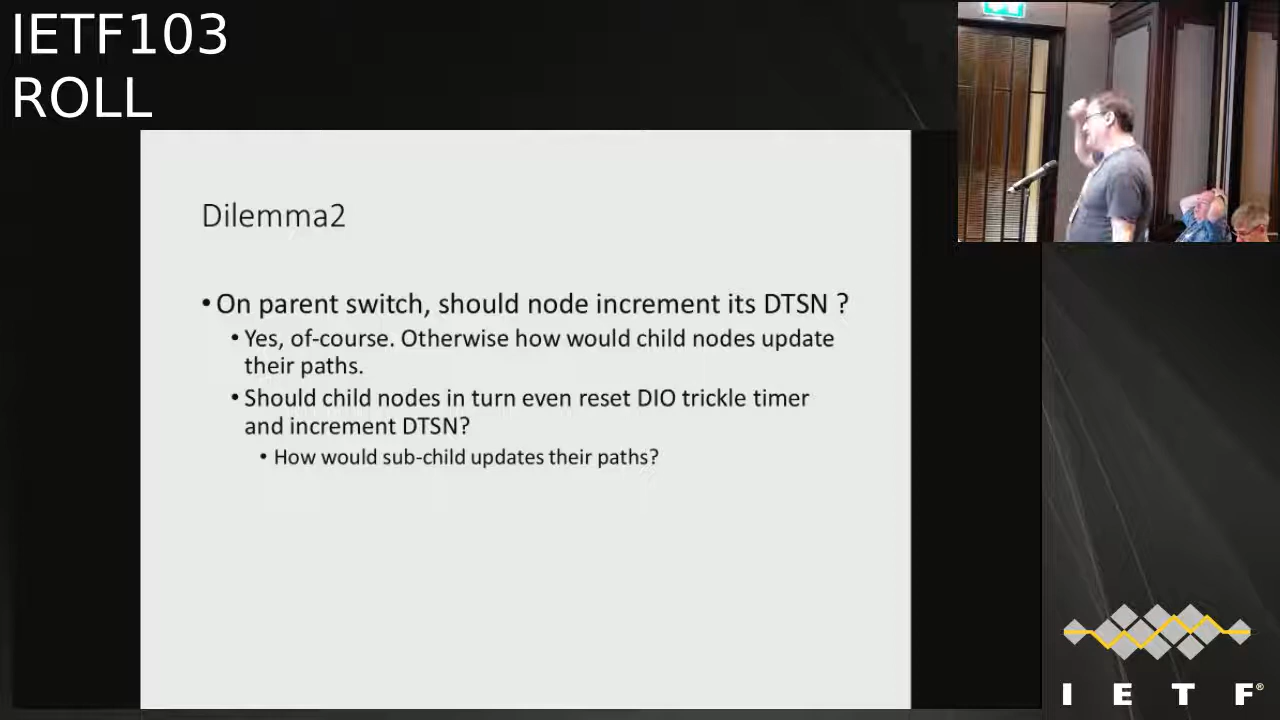 IETF103
ROLL
Dilemma2
• On parent switch, should node increment its DTSN ?
• Yes, of-course. Otherwise how would child nodes update
their paths.
• Should child nodes in turn even reset DIO trickle timer
and increment DTSN?
• How would sub-child updates their paths?
I E T F®